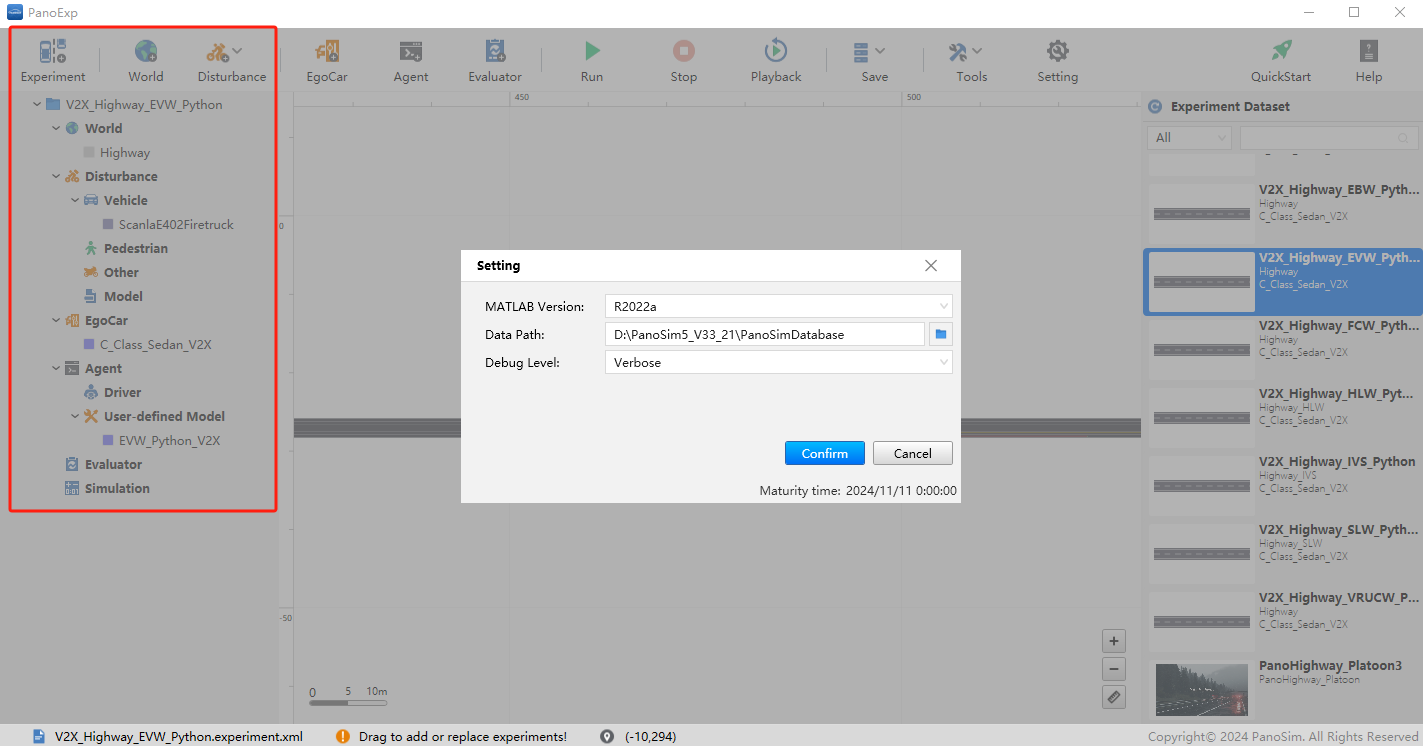 PanoExp
Experiment World Disturbance EgoCar Agent Evaluator Run Stop Playback Save Tools Setting QuickStart Help
V2X_Highway_EVW_Python
World
Highway
Disturbance
Vehicle
ScanlaE402Firetruck
Pedestrian
Other
Model
EgoCar
C_Class_Sedan_V2X
Agent
Driver
User-defined Model
EVW_Python_V2X
Evaluator
Simulation
450 500
0
-50
0 5 10m
Setting
MATLAB Version: R2022a
Data Path: D:\PanoSim5_V33_21\PanoSimDatabase
Debug Level: Verbose
Confirm Cancel
Maturity time: 2024/11/11 0:00:00
Experiment Dataset
All
V2X_Highway_EBW_Pyth...
Highway
C_Class_Sedan_V2X
V2X_Highway_EVW_Pyth...
Highway
C_Class_Sedan_V2X
V2X_Highway_FCW_Pyth...
Highway
C_Class_Sedan_V2X
V2X_Highway_HLW_Pyt...
Highway_HLW
C_Class_Sedan_V2X
V2X_Highway_IVS_Python
Highway_IVS
C_Class_Sedan_V2X
V2X_Highway_SLW_Pyth...
Highway_SLW
C_Class_Sedan_V2X
V2X_Highway_VRUCW_P...
Highway
C_Class_Sedan_V2X
PanoHighway_Platoon3
PanoHighway_Platoon
V2X_Highway_EVW_Python.experiment.xml Drag to add or replace experiments! (-10,294) Copyright© 2024 PanoSim. All Rights Reserved